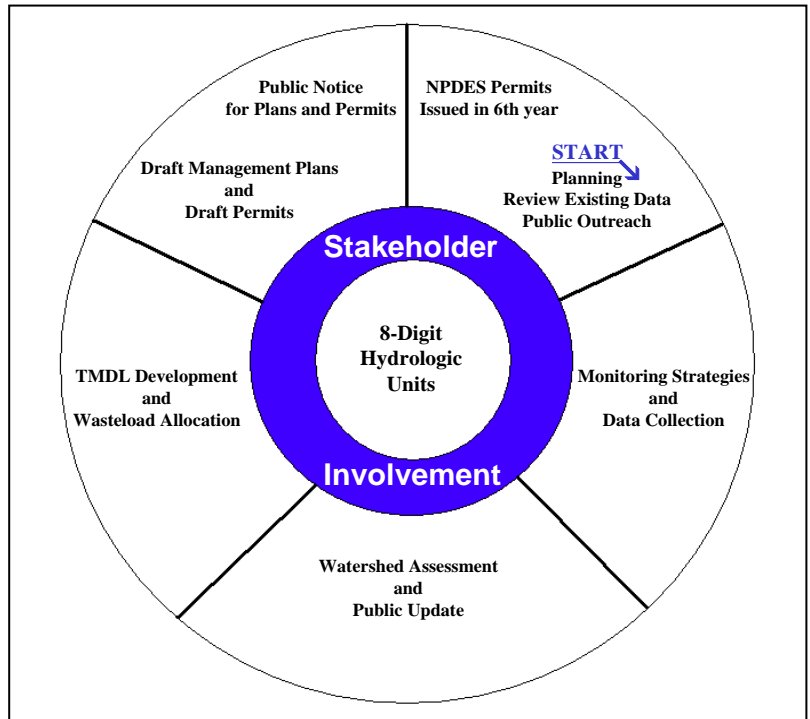 Public Notice
for Plans and Permits
Draft Management Plans
and
Draft Permits
NPDES Permits
Issued in 6th year
START
Planning
Review Existing Data
Public Outreach
Stakeholder
8-Digit
Hydrologic
Units
Involvement
TMDL Development
and
Wasteload Allocation
Monitoring Strategies
and
Data Collection
Watershed Assessment
and
Public Update